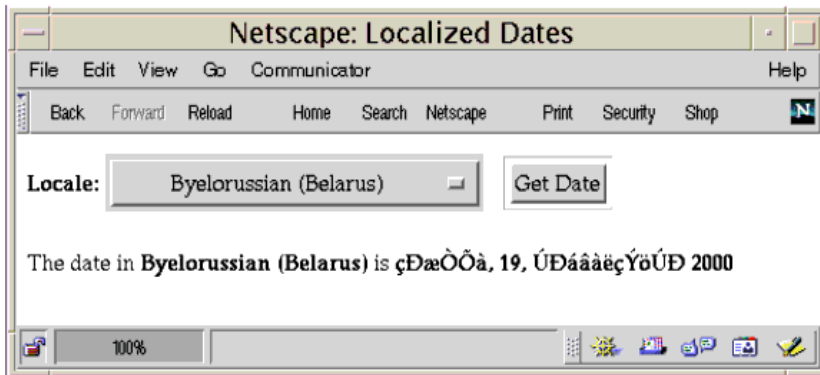 Netscape: Localized Dates
File Edit View Go Communicator Help
Back Forward Reload Home Search Netscape Print Security Shop N
Locale: Byelorussian (Belarus) Get Date
The date in Byelorussian (Belarus) is çÐæÒÕà, 19, ÚÐáâàëçÝöÚÐ 2000
100%